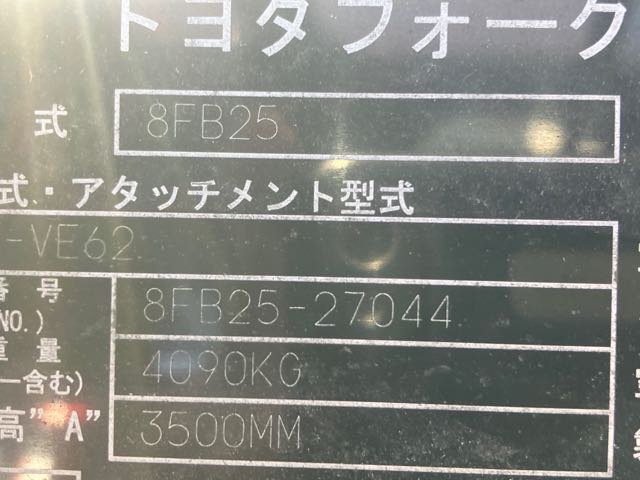 トヨタフォーク
式 8FB25
式・アタッチメント型式
-VE62
番号 8FB25-27044
NO.)
重量 4090KG
ー含む)
高"A" 3500MM